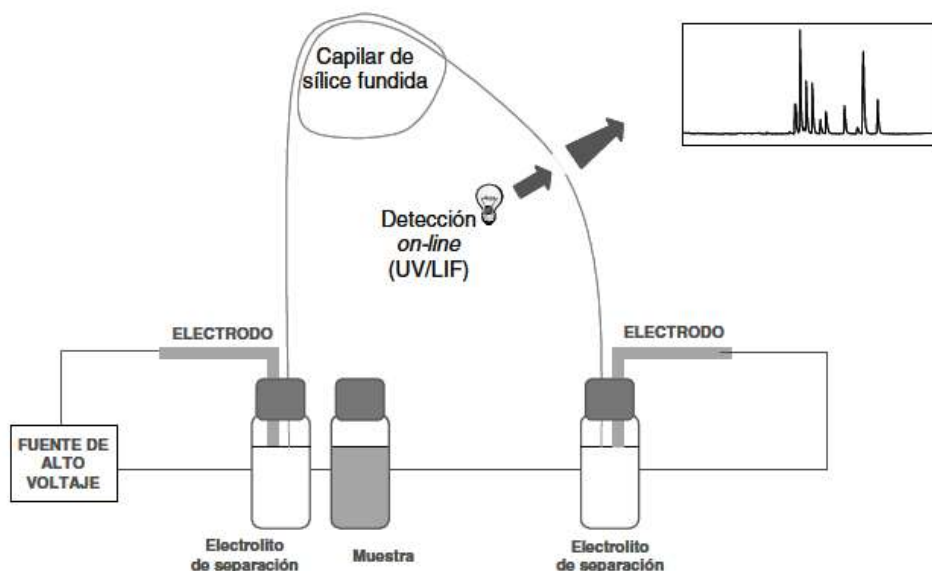 Capilar de
sílice fundida
Detección
on-line
(UV/LIF)
ELECTRODO
ELECTRODO
FUENTE DE
ALTO
VOLTAJE
Electrolito
de separación
Muestra
Electrolito
de separación